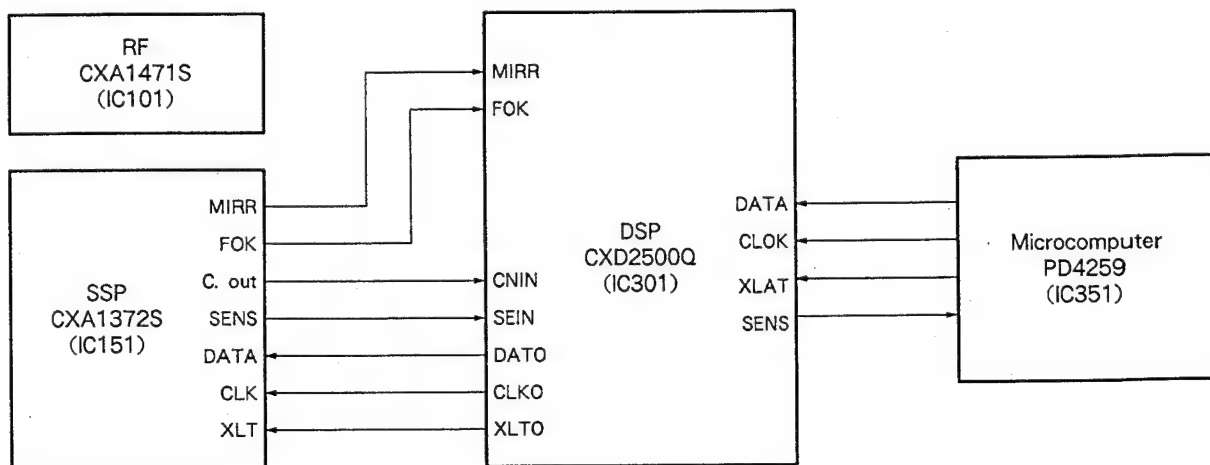 RF
CXA1471S
(IC101)
SSP
CXA1372S
(IC151)
MIRR
FOK
C. out
SENS
DATA
CLK
XLT
MIRR
FOK
CNIN
SEIN
DATO
CLKO
XLTO
DSP
CXD2500Q
(IC301)
DATA
CLOK
XLAT
SENS
Microcomputer
PD4259
(IC351)